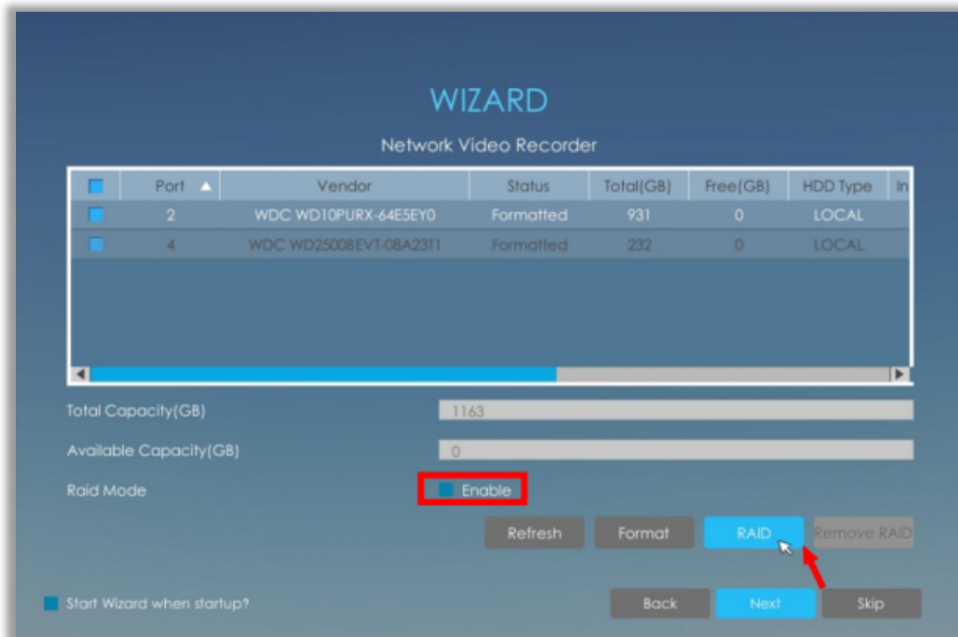 WIZARD
Network Video Recorder
Port Vendor Status Total(GB) Free(GB) HDD Type In
2 WDC WD10PURX-64E5EY0 Formatted 931 0 LOCAL
4 WDC WD2500BEVT-08A23T1 Formatted 232 0 LOCAL
Total Capacity(GB) 1163
Available Capacity(GB) 0
Raid Mode Enable
Refresh Format RAID Remove RAID
Start Wizard when startup? Back Next Skip